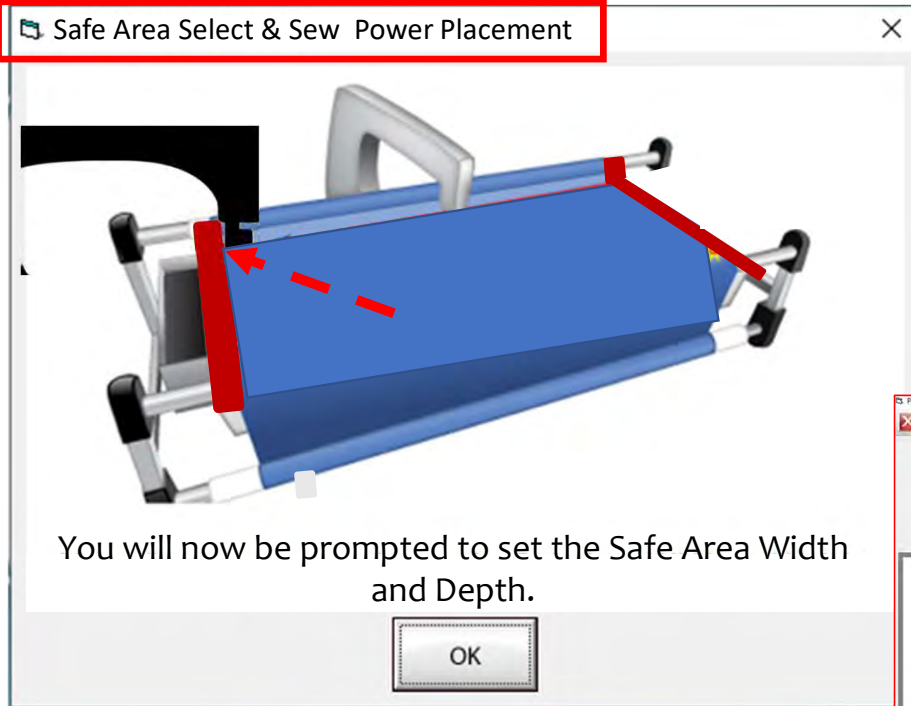 Safe Area Select & Sew Power Placement
You will now be prompted to set the Safe Area Width
and Depth.
OK